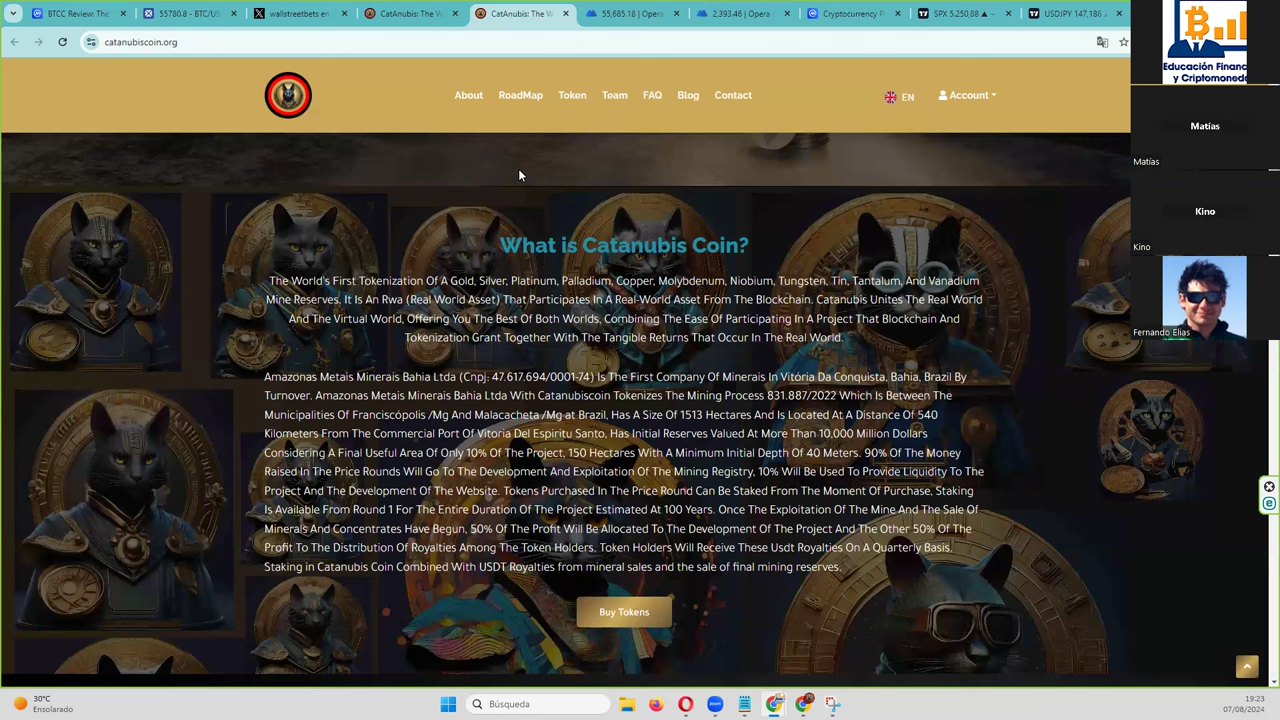 BTCC Review: The
55780.8 - BTC/US
wallstreetbets en
CatAnubis: The W
CatAnubis: The W
55,685.18 | Opera
2,393.46 | Opera
Cryptocurrency P
SPX 5.250,88
USDJPY 147,186
catanubiscoin.org
Educación Financ
y Criptomoneda
About
RoadMap
Token
Team
FAQ
Blog
Contact
EN
Account
Matías
Matías
Kino
Kino
Fernando Elias
What is Catanubis Coin?
The World's First Tokenization Of A Gold, Silver, Platinum, Palladium, Copper, Molybdenum, Niobium, Tungsten, Tin, Tantalum, And Vanadium
Mine Reserves, It Is An Rwa (Real World Asset) That Participates In A Real-World Asset From The Blockchain. Catanubis Unites The Real World
And The Virtual World, Offering You The Best Of Both Worlds, Combining The Ease Of Participating In A Project That Blockchain And
Tokenization Grant Together With The Tangible Returns That Occur In The Real World.
Amazonas Metais Minerais Bahia Ltda (Cnpj: 47.617.694/0001-74) Is The First Company Of Minerais In Vitória Da Conquista, Bahia, Brazil By
Turnover, Amazonas Metais Minerais Bahia Ltda With Catanubiscoin Tokenizes The Mining Process 831.887/2022 Which Is Between The
Municipalities Of Franciscópolis /Mg And Malacacheta /Mg at Brazil, Has A Size Of 1513 Hectares And Is Located At A Distance Of 540
Kilometers From The Commercial Port Of Vitoria Del Espiritu Santo, Has Initial Reserves Valued At More Than 10,000 Million Dollars
Considering A Final Useful Area Of Only 10% Of The Project, 150 Hectares With A Minimum Initial Depth Of 40 Meters. 90% Of The Money
Raised In The Price Rounds Will Go To The Development And Exploitation Of The Mining Registry, 10% Will Be Used To Provide Liquidity To The
Project And The Development Of The Website. Tokens Purchased In The Price Round Can Be Staked From The Moment Of Purchase, Staking
Is Available From Round 1 For The Entire Duration Of The Project Estimated At 100 Years. Once The Exploitation Of The Mine And The Sale Of
Minerals And Concentrates Have Begun, 50% Of The Profit Will Be Allocated To The Development Of The Project And The Other 50% Of The
Profit To The Distribution Of Royalties Among The Token Holders. Token Holders Will Receive These Usdt Royalties On A Quarterly Basis.
Staking in Catanubis Coin Combined With USDT Royalties from mineral sales and the sale of final mining reserves.
Buy Tokens
30°C
Ensolarado
Búsqueda
zoom
19:23
07/08/2024